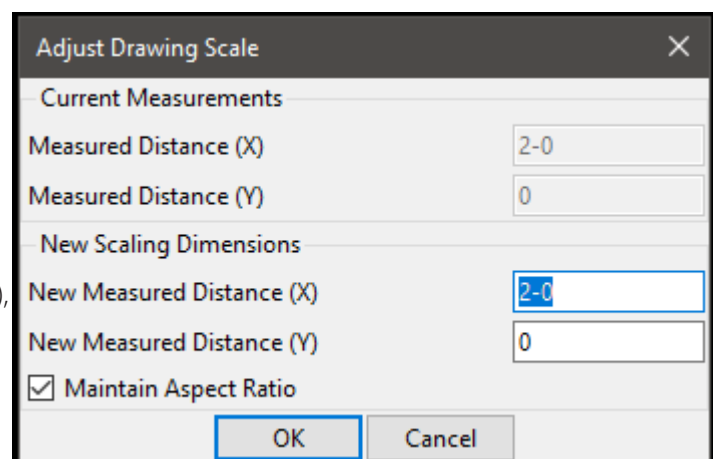 Adjust Drawing Scale
Current Measurements
Measured Distance (X) 2-0
Measured Distance (Y) 0
New Scaling Dimensions
), New Measured Distance (X) 2-0
New Measured Distance (Y) 0
Maintain Aspect Ratio
OK Cancel